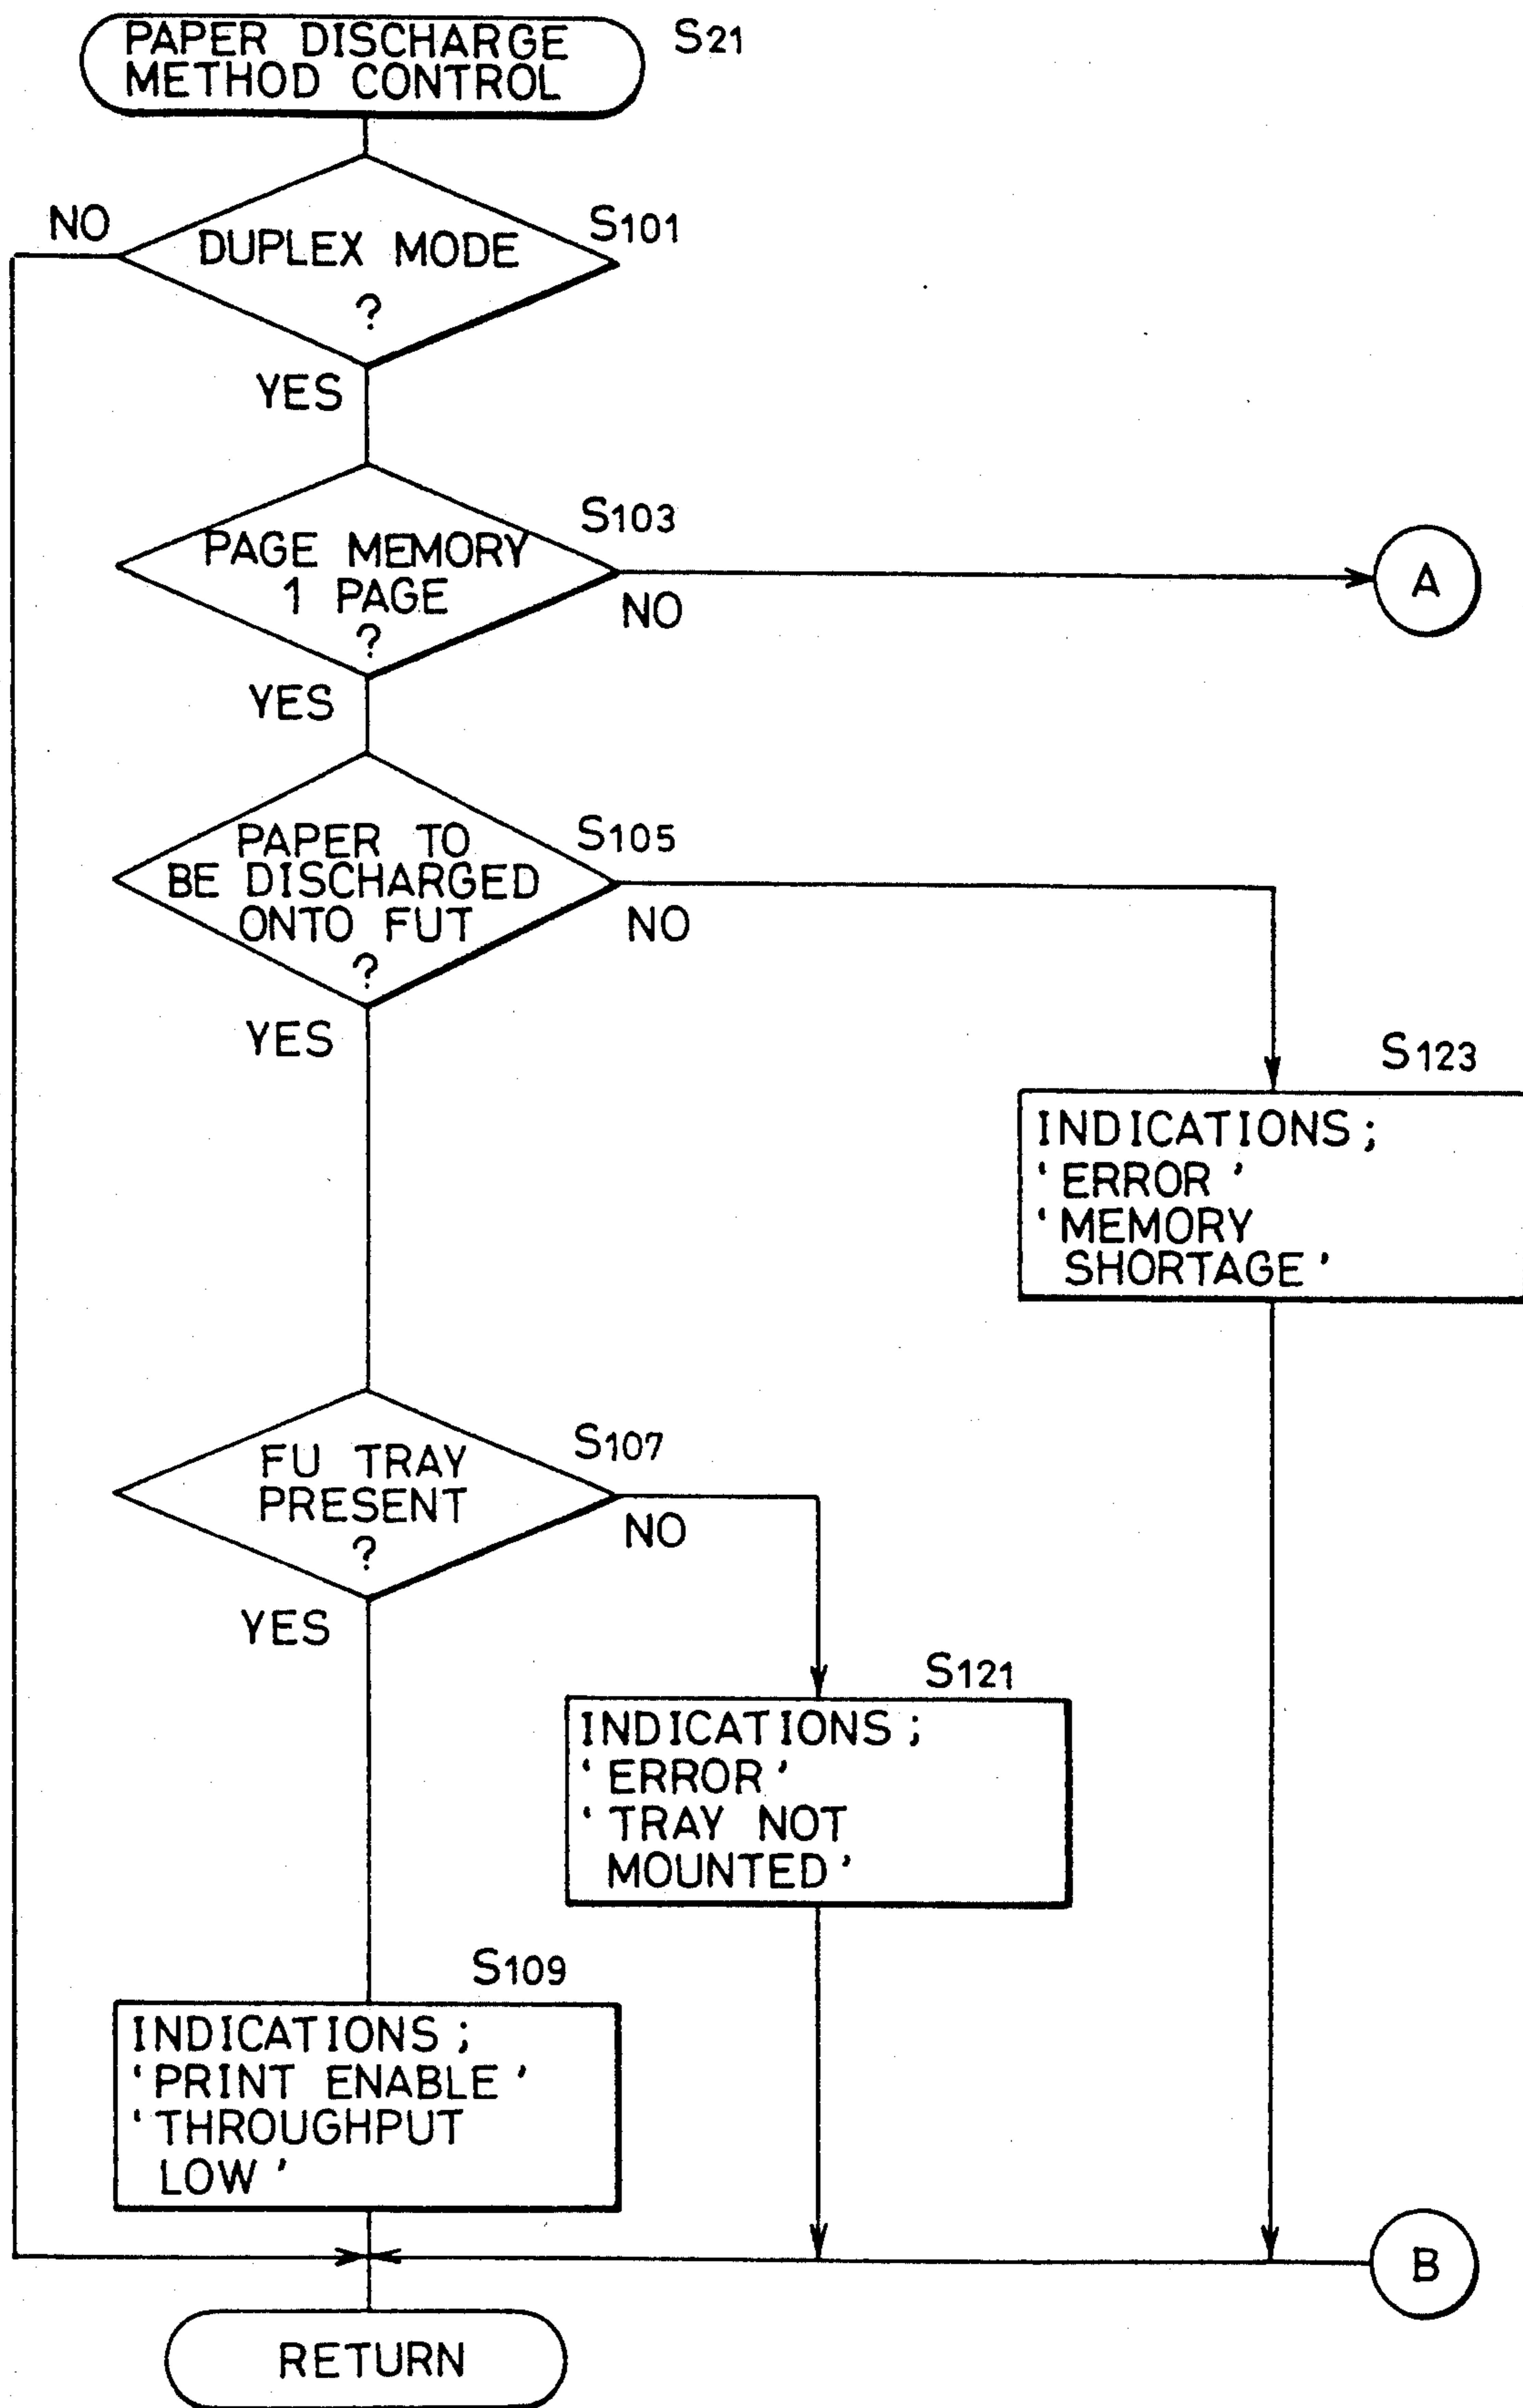 PAPER DISCHARGE
METHOD CONTROL
S21
NO
DUPLEX MODE
?
S101
YES
PAGE MEMORY
1 PAGE
?
S103
NO
A
YES
PAPER TO
BE DISCHARGED
ONTO FUT
?
S105
NO
YES
S123
INDICATIONS;
'ERROR'
'MEMORY
SHORTAGE'
FU TRAY
PRESENT
?
S107
NO
YES
S121
INDICATIONS;
'ERROR'
'TRAY NOT
MOUNTED'
S109
INDICATIONS;
'PRINT ENABLE'
'THROUGHPUT
LOW'
B
RETURN